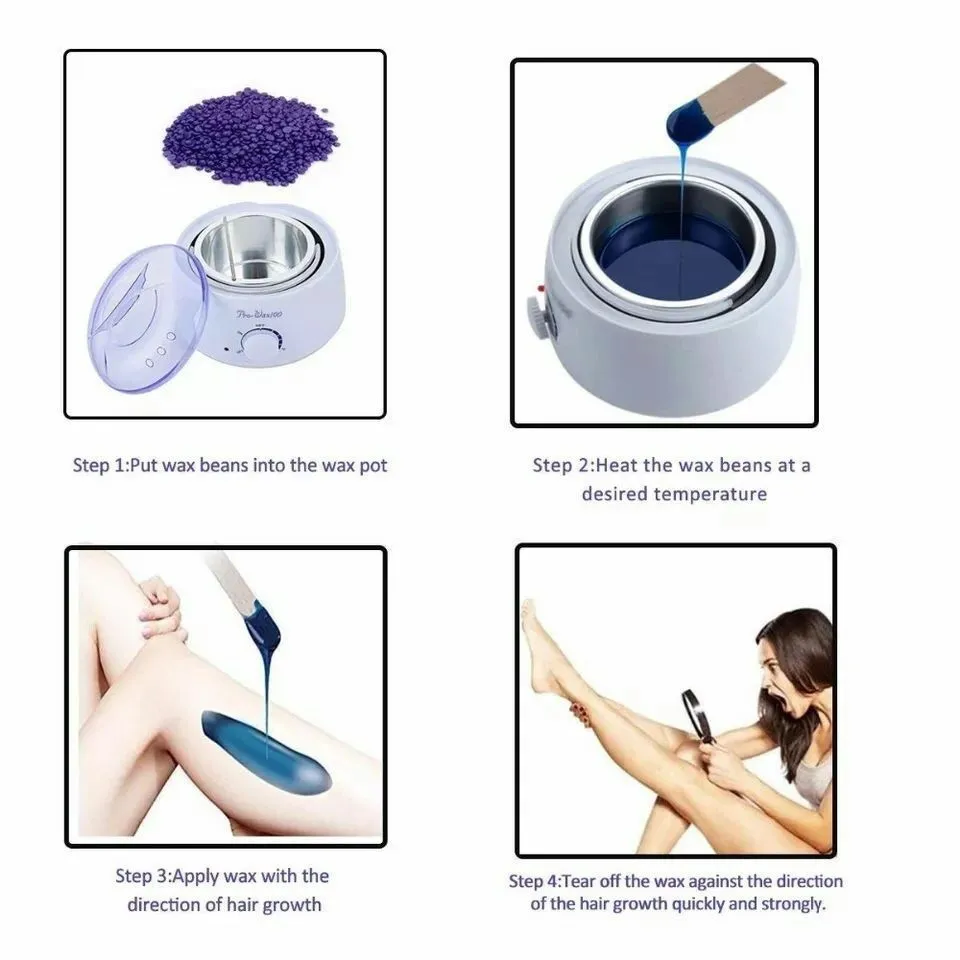 Pro-Wax100
Step 1:Put wax beans into the wax pot
Step 2:Heat the wax beans at a
desired temperature
Step 3:Apply wax with the
direction of hair growth
Step 4:Tear off the wax against the direction
of the hair growth quickly and strongly.